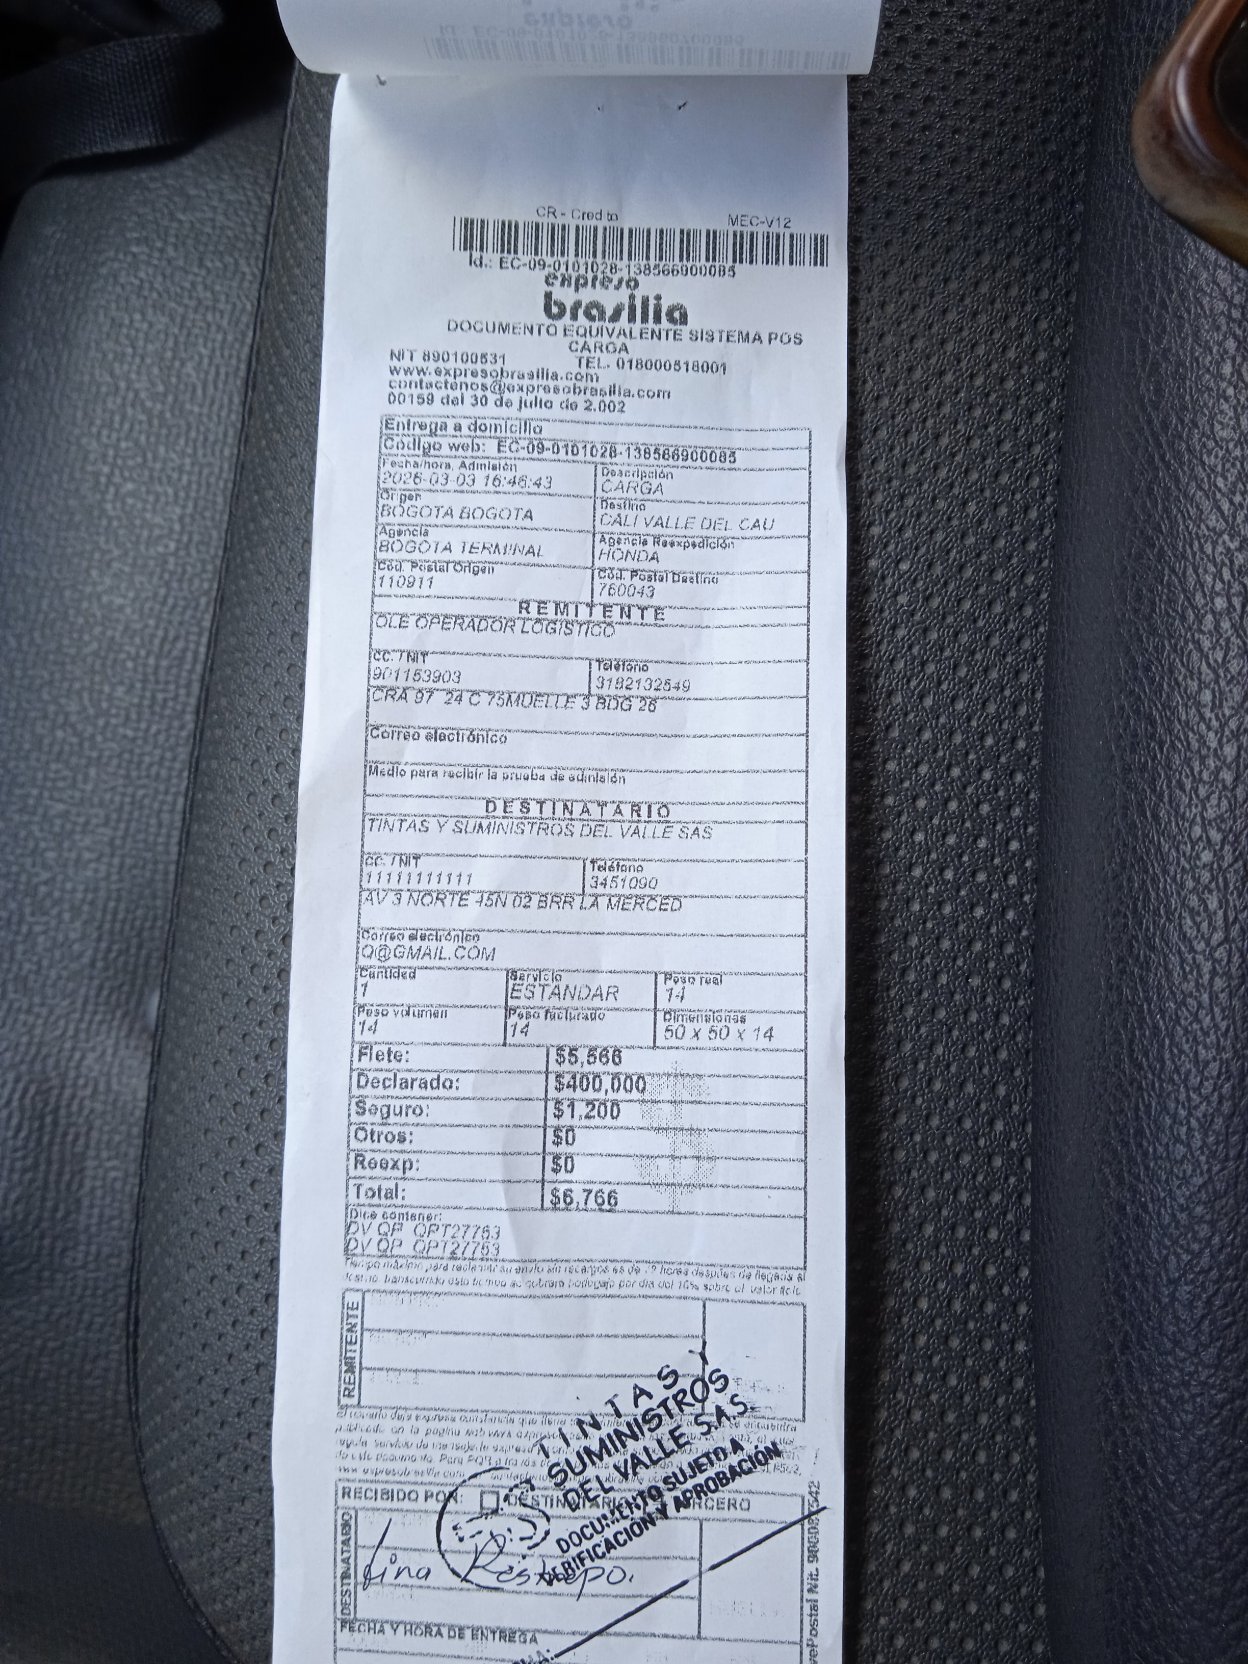 CR - Credito MEC-V12
Id.: EC-09-0101028-138566900085
expreso
brasilia
DOCUMENTO EQUIVALENTE SISTEMA POS
CARGA
NIT 890100531 TEL. 018000518001
www.expresobrasilia.com
contactenos@expresobrasilia.com
00159 del 30 de julio de 2.002
Entrega a domicilio
Código web: EC-09-0101028-138566900085
Fecha/hora, Admisión Descripción
2026-03-03 16:46:43 CARGA
Origen Destino
BOGOTA BOGOTA CALI VALLE DEL CAU
Agencia Agencia Reexpedición
BOGOTA TERMINAL HONDA
Cód. Postal Origen Cód. Postal Destino
110911 760043
REMITENTE
OLE OPERADOR LOGISTICO
CC. / NIT Teléfono
901153903 3182132549
CRA 97 24 C 75MUELLE 3 BDG 26
Correo electrónico
Medio para recibir la prueba de admisión
DESTINATARIO
TINTAS Y SUMINISTROS DEL VALLE SAS
CC. / NIT Teléfono
11111111111 3451090
AV 3 NORTE 45N 02 BRR LA MERCED
Correo electrónico
Q@GMAIL.COM
Cantidad Servicio Peso real
1 ESTANDAR 14
Peso volumen Peso facturado Dimensiones
14 14 50 x 50 x 14
Flete: $5,566
Declarado: $400,000
Seguro: $1,200
Otros: $0
Reexp: $0
Total: $6,766
Dice contener:
DV QP QPT27763
DV QP QPT27763
REMITENTE
TINTAS Y
SUMINISTROS
DEL VALLE S.A.S.
DOCUMENTO SUJETO A
VERIFICACIÓN Y APROBACIÓN
RECIBIDO POR:
DESTINATARIO
Lina Restrepo.
FECHA Y HORA DE ENTREGA